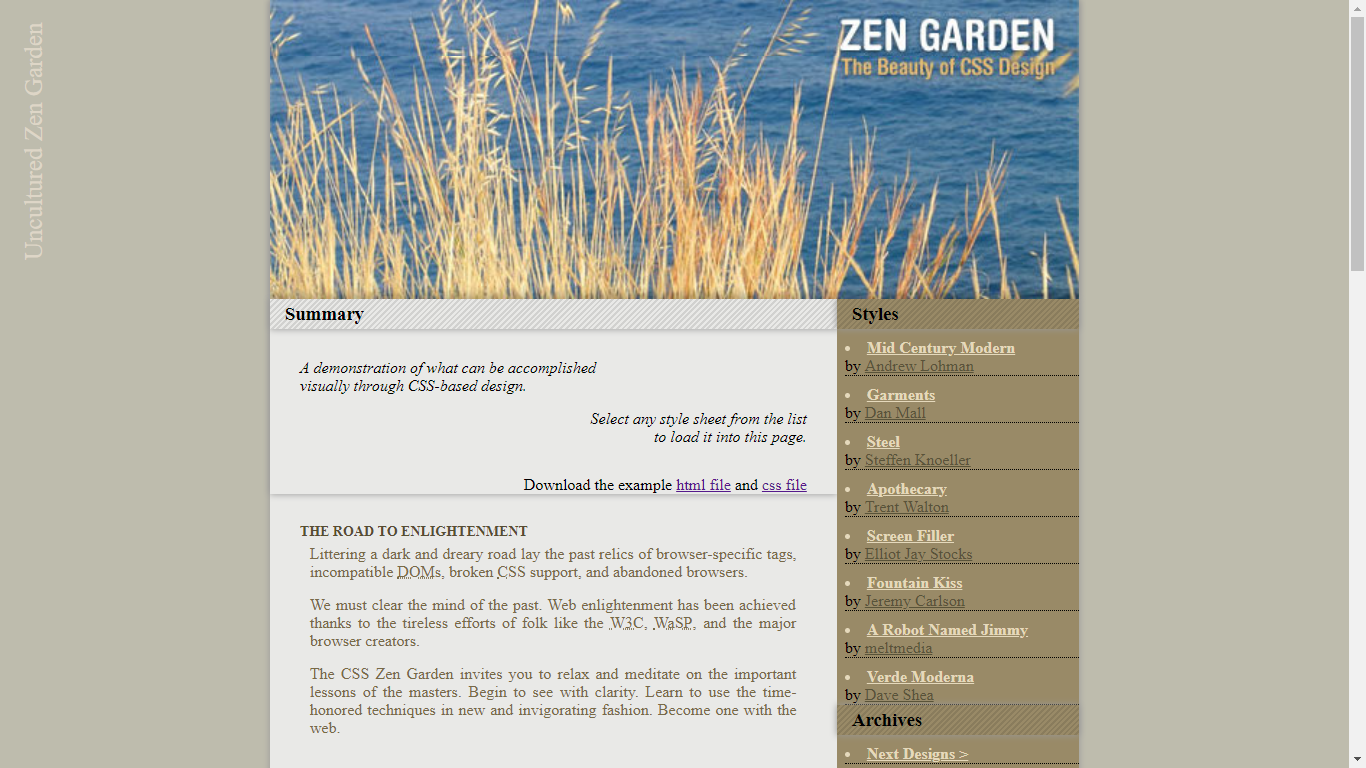 Uncultured Zen Garden
ZEN GARDEN
The Beauty of CSS Design
Summary
A demonstration of what can be accomplished
visually through CSS-based design.
Select any style sheet from the list
to load it into this page.
Download the example html file and css file
THE ROAD TO ENLIGHTENMENT
Littering a dark and dreary road lay the past relics of browser-specific tags,
incompatible DOMs, broken CSS support, and abandoned browsers.
We must clear the mind of the past. Web enlightenment has been achieved
thanks to the tireless efforts of folk like the W3C, WaSP, and the major
browser creators.
The CSS Zen Garden invites you to relax and meditate on the important
lessons of the masters. Begin to see with clarity. Learn to use the time-
honored techniques in new and invigorating fashion. Become one with the
web.
Styles
• Mid Century Modern
by Andrew Lohman
• Garments
by Dan Mall
• Steel
by Steffen Knoeller
• Apothecary
by Trent Walton
• Screen Filler
by Elliot Jay Stocks
• Fountain Kiss
by Jeremy Carlson
• A Robot Named Jimmy
by meltmedia
• Verde Moderna
by Dave Shea
Archives
• Next Designs >